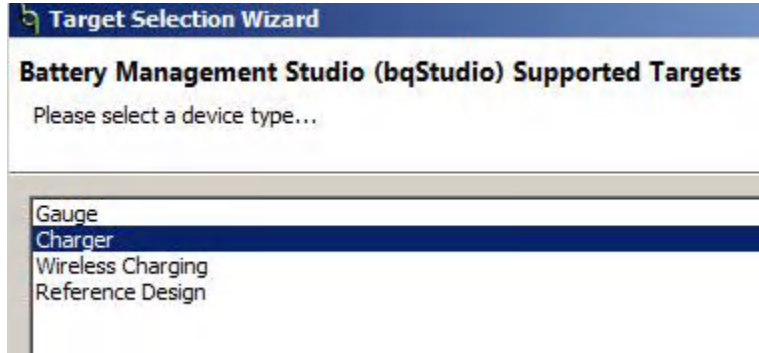 Target Selection Wizard
Battery Management Studio (bqStudio) Supported Targets
Please select a device type...
Gauge
Charger
Wireless Charging
Reference Design